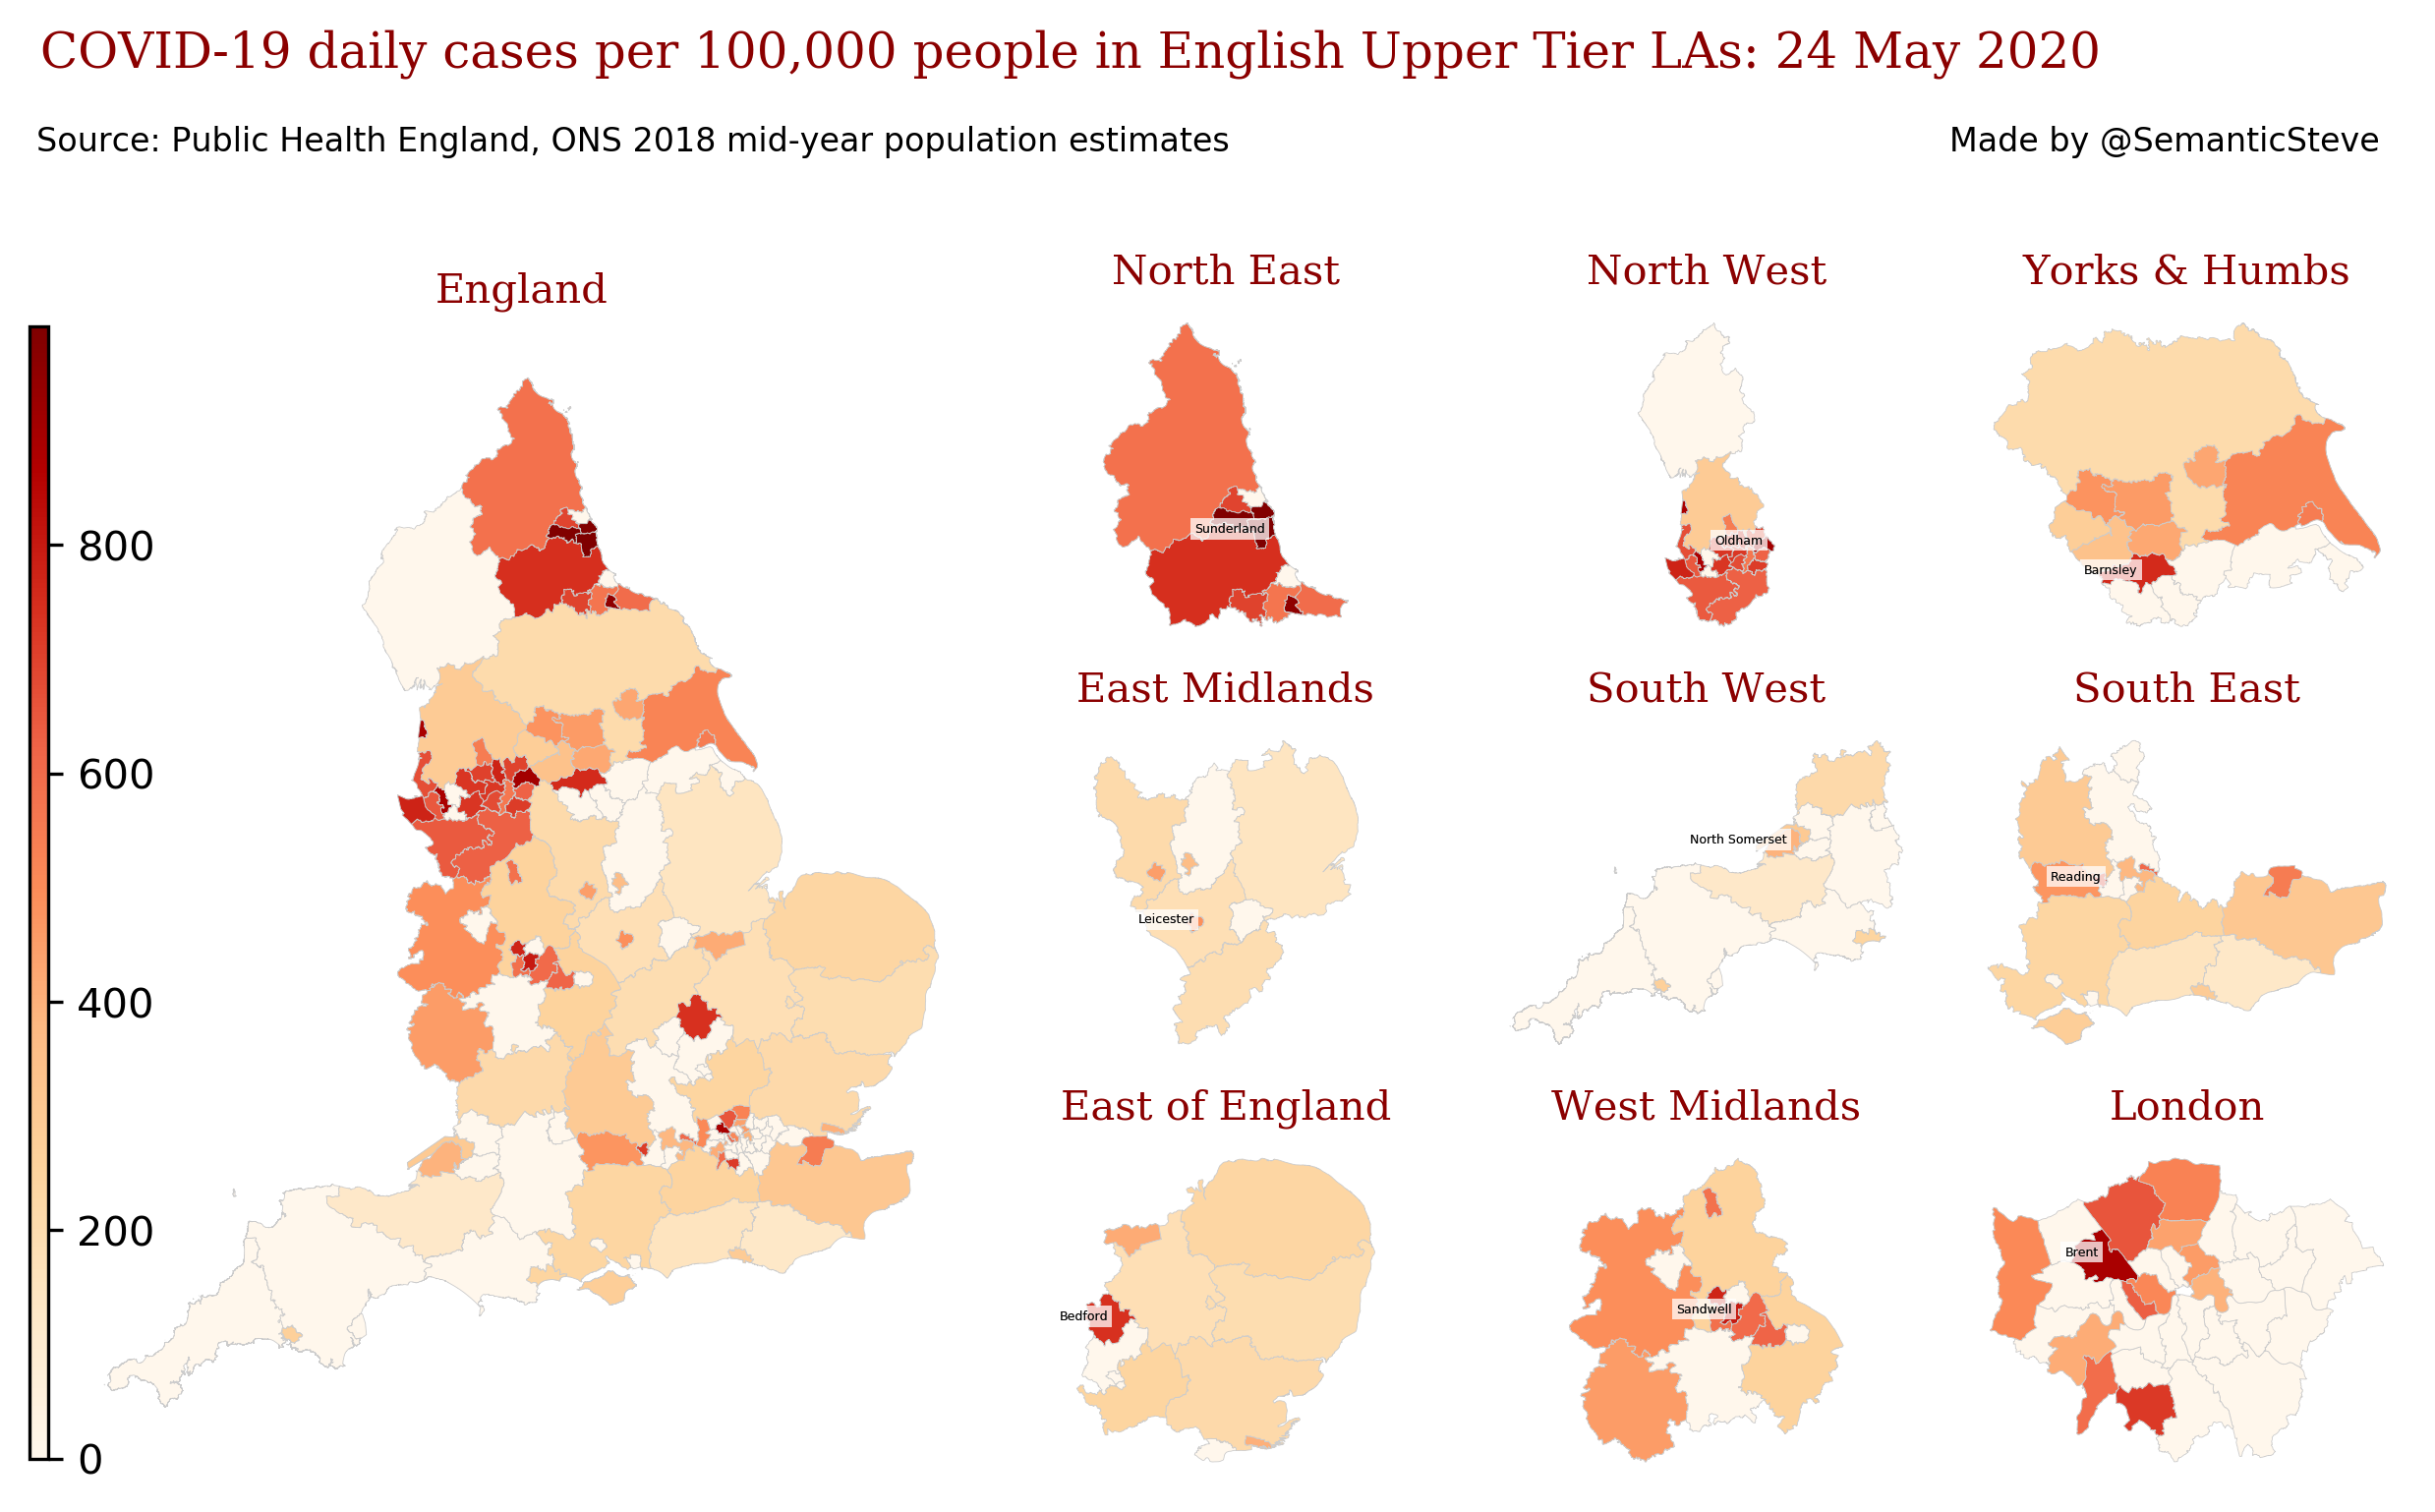 COVID-19 daily cases per 100,000 people in English Upper Tier LAs: 24 May 2020
Source: Public Health England, ONS 2018 mid-year population estimates
Made by @SemanticSteve
England
North East
North West
Yorks & Humbs
800
600
400
200
0
Sunderland
Oldham
Barnsley
East Midlands
South West
South East
North Somerset
Reading
Leicester
East of England
West Midlands
London
Brent
Sandwell
Bedford